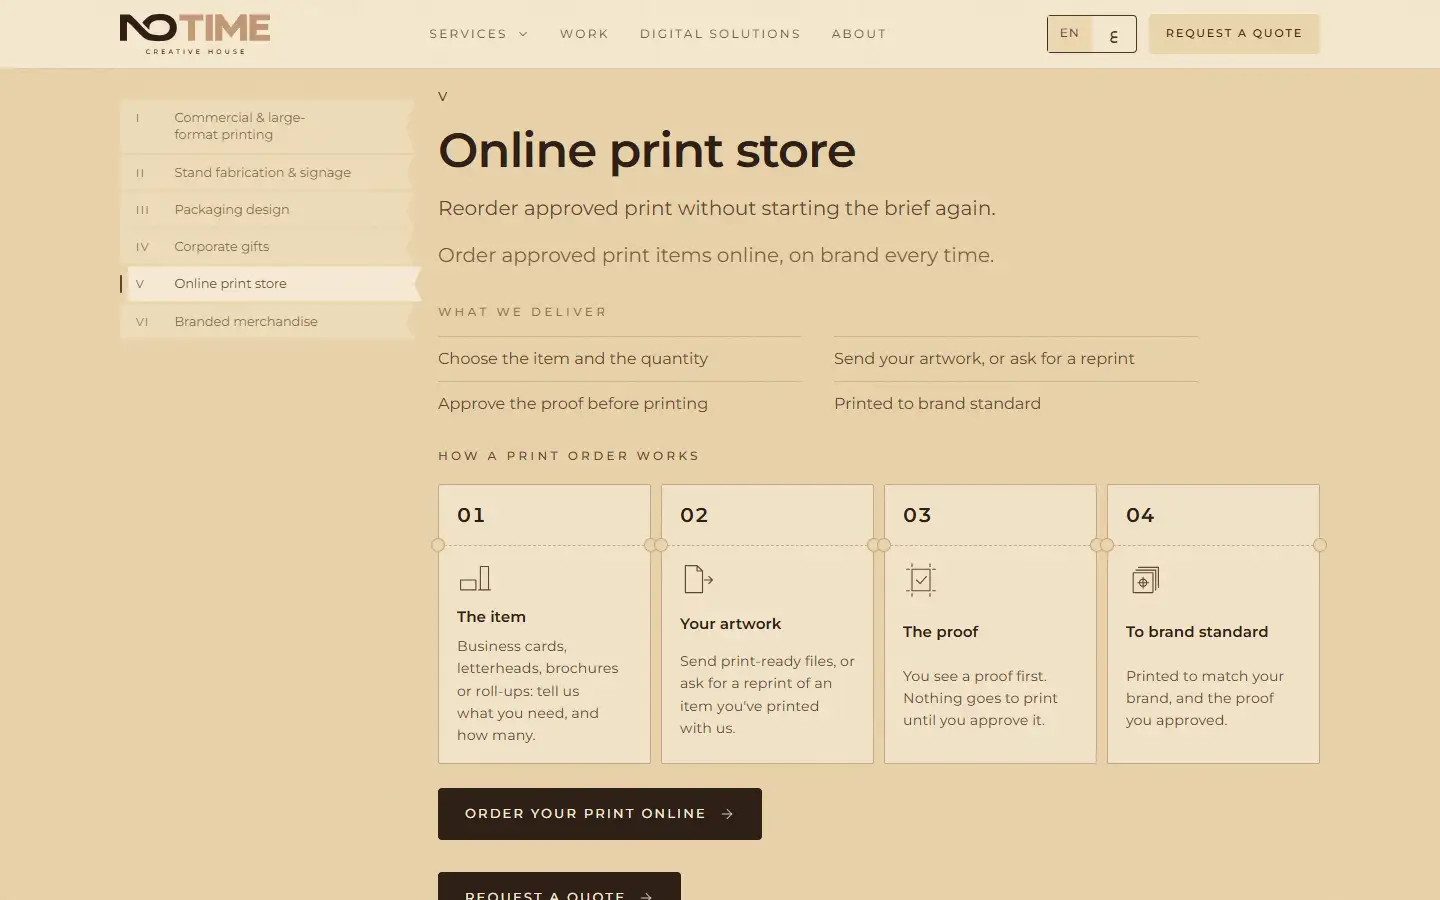 NOTIME
CREATIVE HOUSE
SERVICES
WORK
DIGITAL SOLUTIONS
ABOUT
EN
ع
REQUEST A QUOTE
I
Commercial & large-
format printing
II
Stand fabrication & signage
III
Packaging design
IV
Corporate gifts
V
Online print store
VI
Branded merchandise
V
Online print store
Reorder approved print without starting the brief again.
Order approved print items online, on brand every time.
WHAT WE DELIVER
Choose the item and the quantity
Send your artwork, or ask for a reprint
Approve the proof before printing
Printed to brand standard
HOW A PRINT ORDER WORKS
01
The item
Business cards,
letterheads, brochures
or roll-ups: tell us
what you need, and
how many.
02
Your artwork
Send print-ready files, or
ask for a reprint of an
item you've printed
with us.
03
The proof
You see a proof first.
Nothing goes to print
until you approve it.
04
To brand standard
Printed to match your
brand, and the proof
you approved.
ORDER YOUR PRINT ONLINE
REQUEST A QUOTE